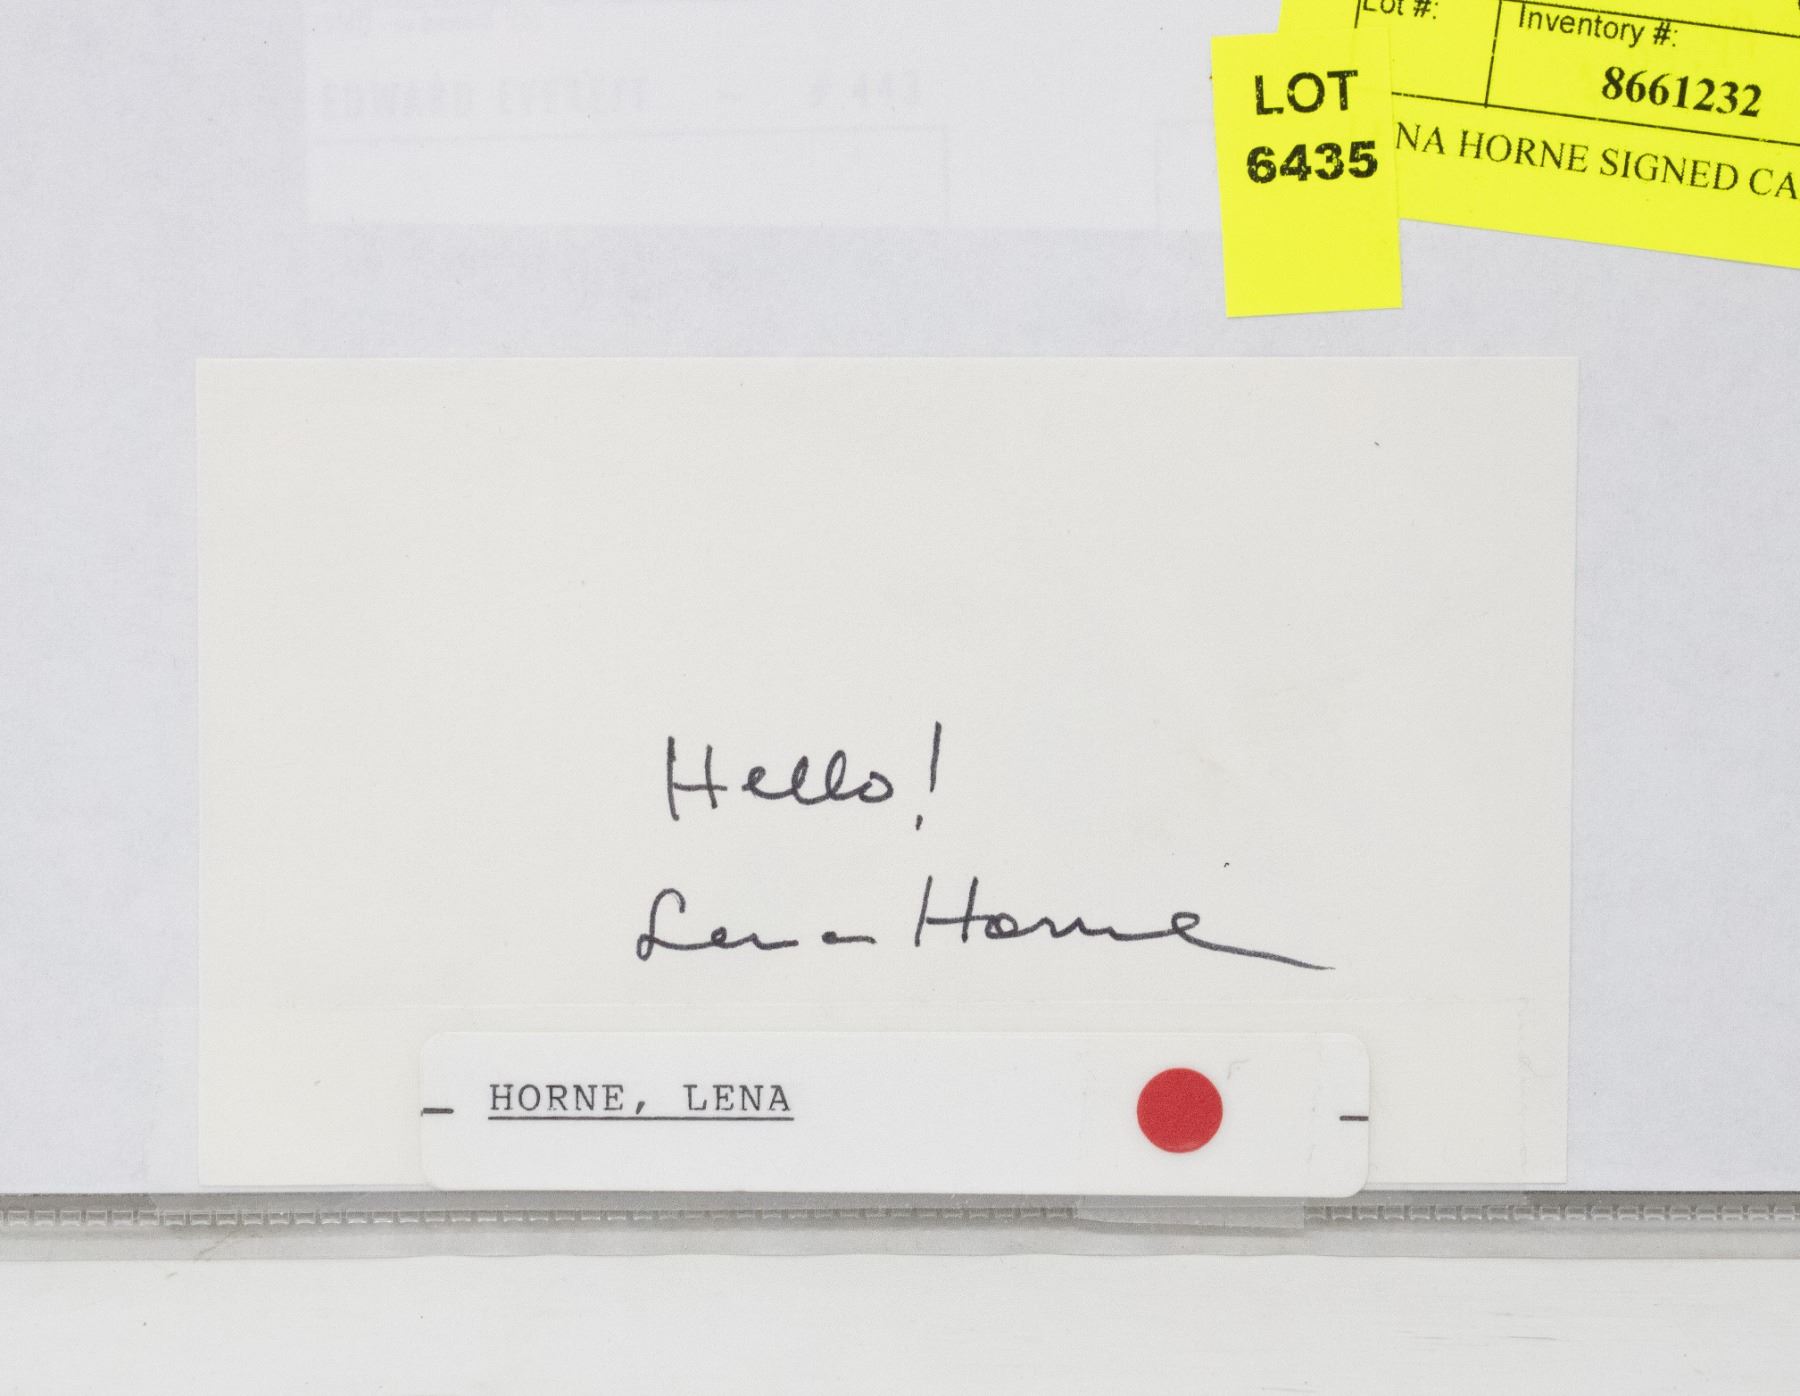 Lot #:
Inventory #:
8661232
LOT
6435
NA HORNE SIGNED CA
Hello!
Lena Horne
HORNE, LENA